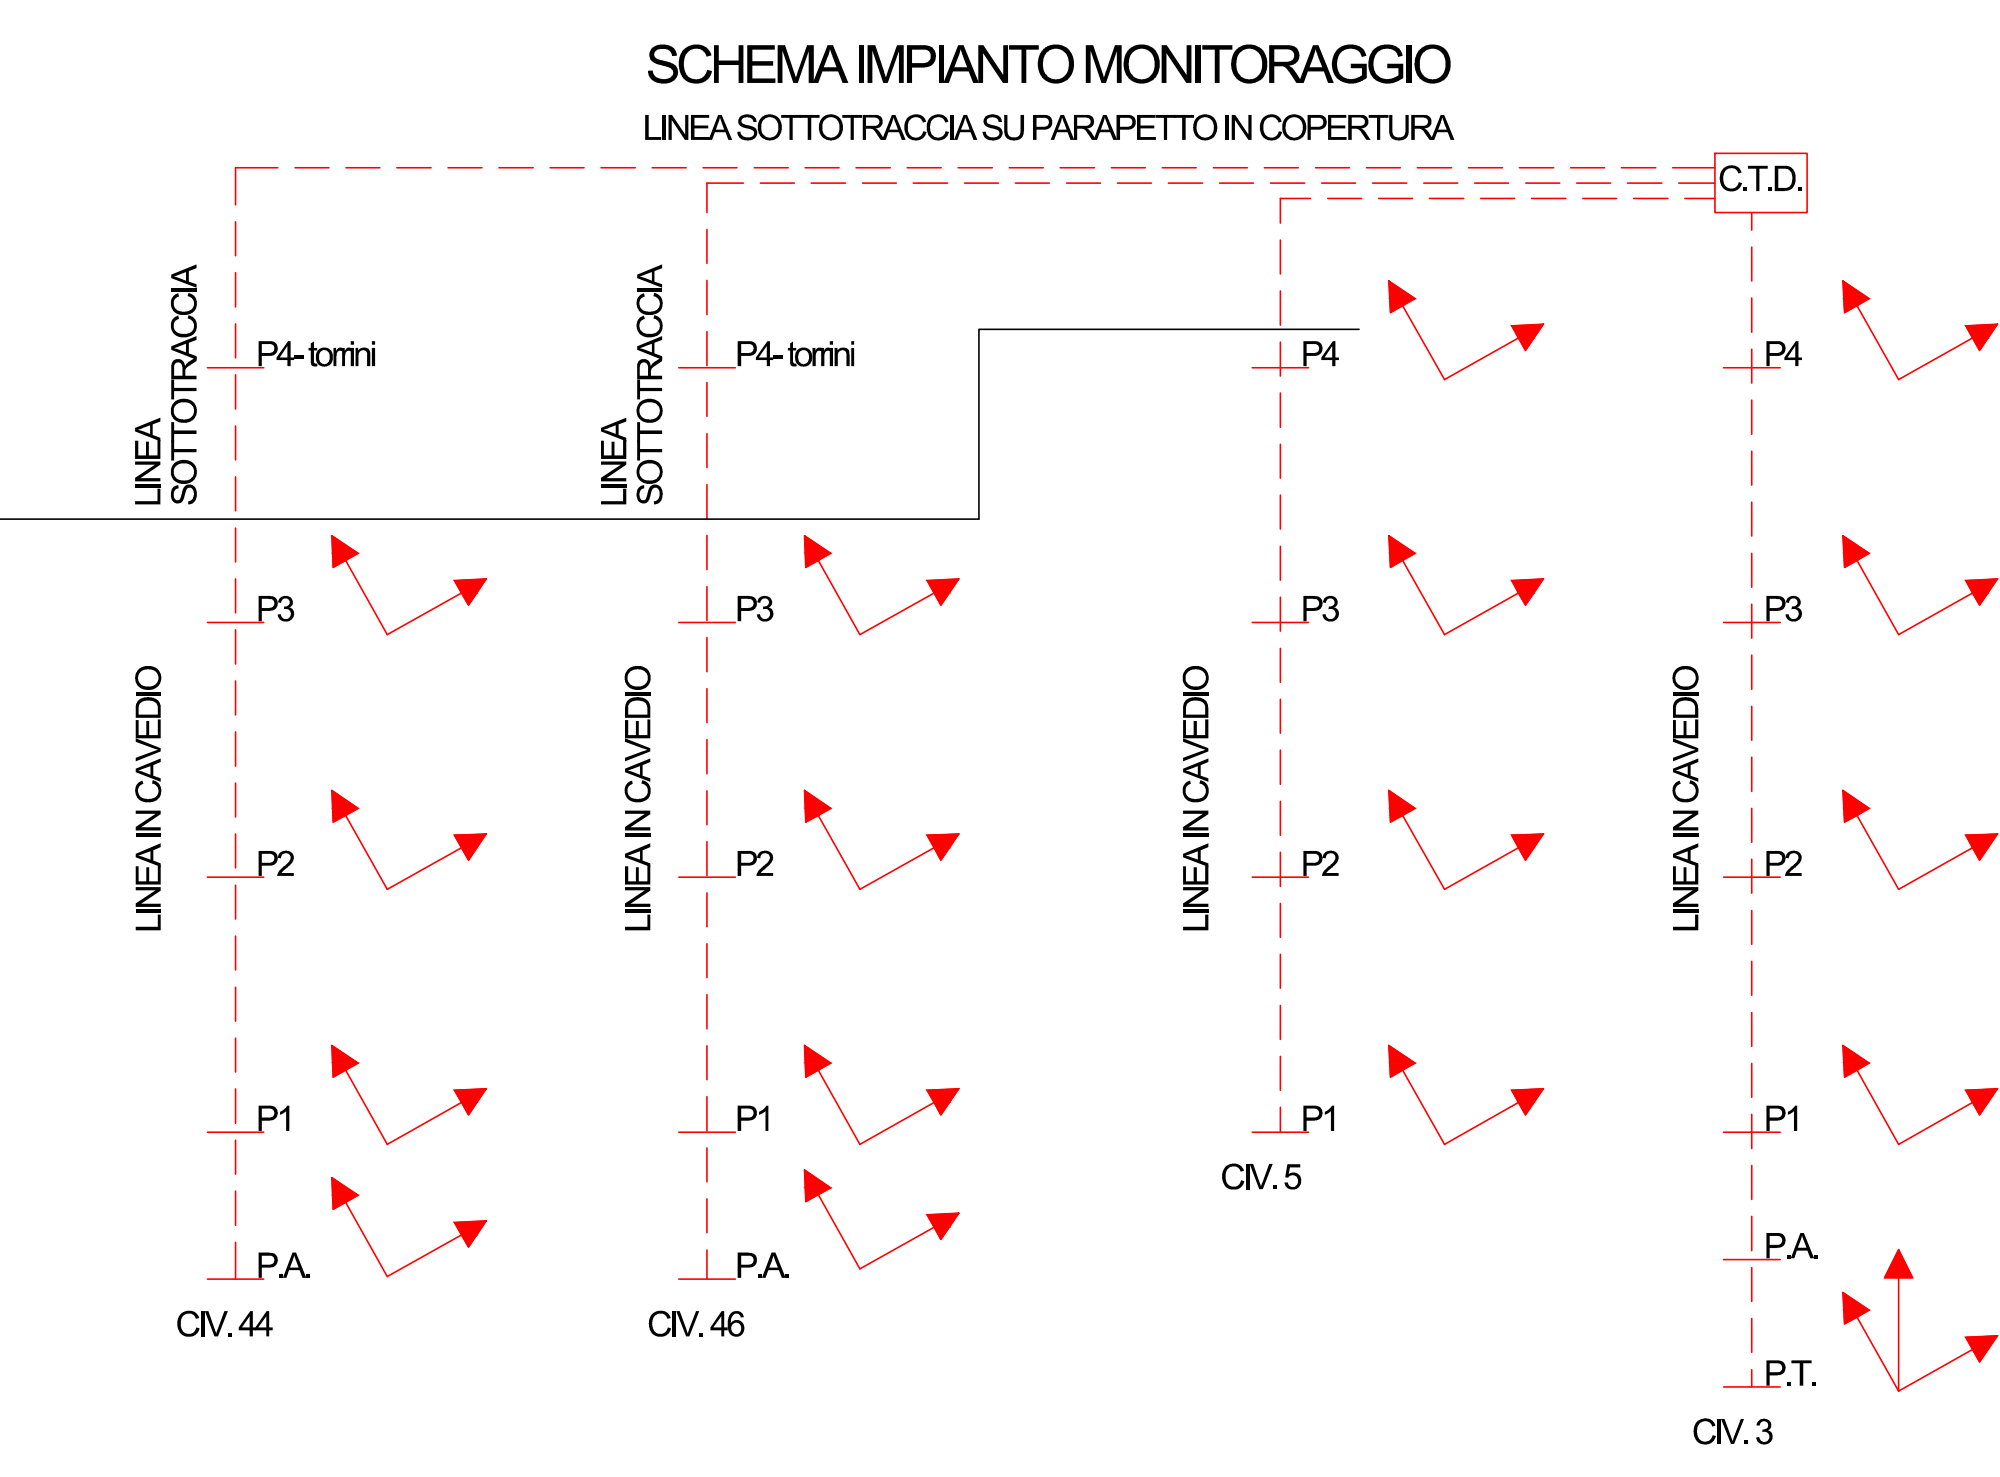 SCHEMA IMPIANTO MONITORAGGIO
LINEA SOTTOTRACCIA SU PARAPETTO IN COPERTURA
C.T.D.
LINEA
SOTTOTRACCIA
P4-torrini
LINEA
SOTTOTRACCIA
P4-torrini
P4
P4
P3
P3
P3
P3
LINEA IN CAVEDIO
LINEA IN CAVEDIO
LINEA IN CAVEDIO
LINEA IN CAVEDIO
P2
P2
P2
P2
P1
P1
P1
P1
CIV. 5
P.A.
P.A.
P.A.
CIV. 44
CIV. 46
P.T.
CIV. 3